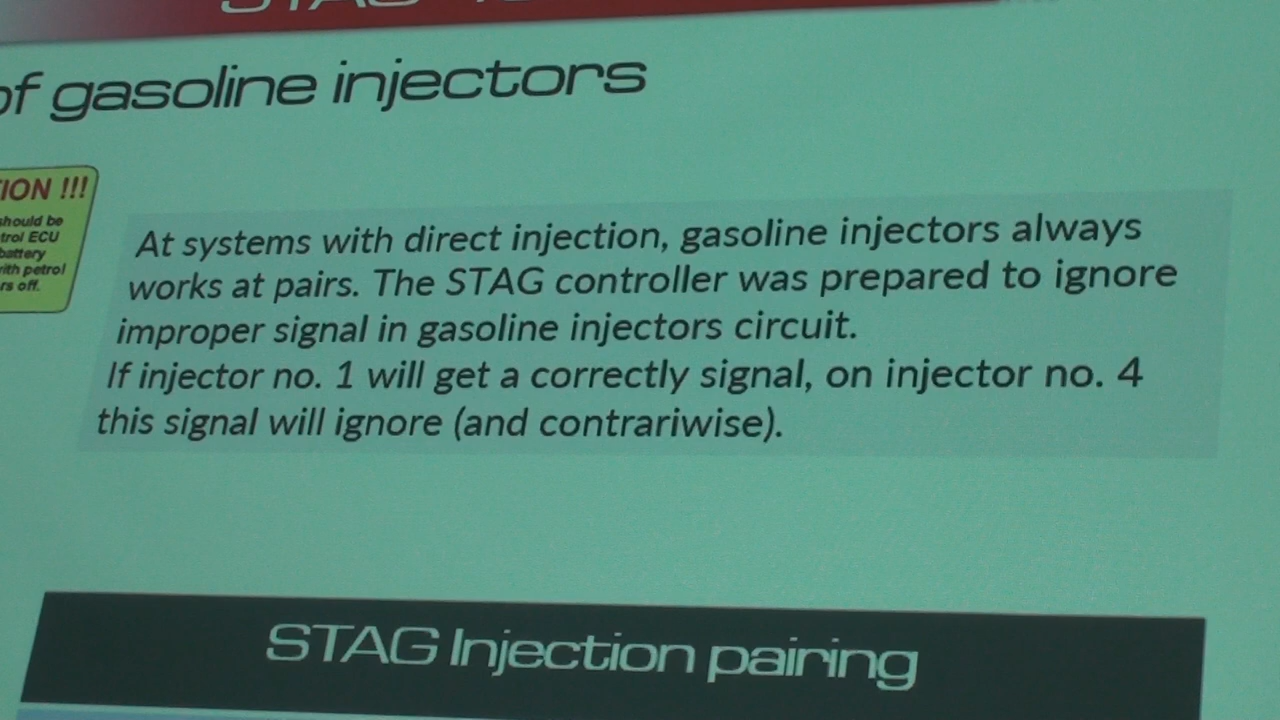 STAG
of gasoline injectors
TION !!!
should be
trol ECU
battery
with petrol
rs off.
At systems with direct injection, gasoline injectors always
works at pairs. The STAG controller was prepared to ignore
improper signal in gasoline injectors circuit.
If injector no. 1 will get a correctly signal, on injector no. 4
this signal will ignore (and contrariwise).
STAG Injection pairing